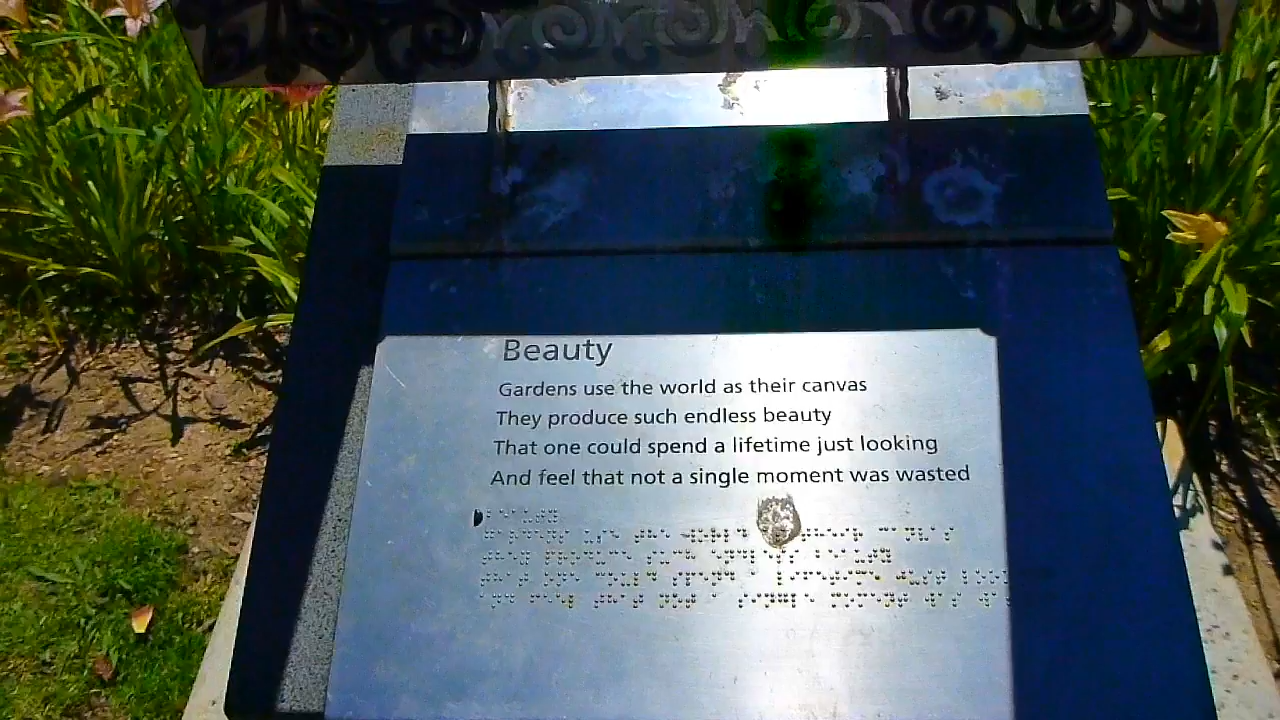 Beauty
Gardens use the world as their canvas
They produce such endless beauty
That one could spend a lifetime just looking
And feel that not a single moment was wasted